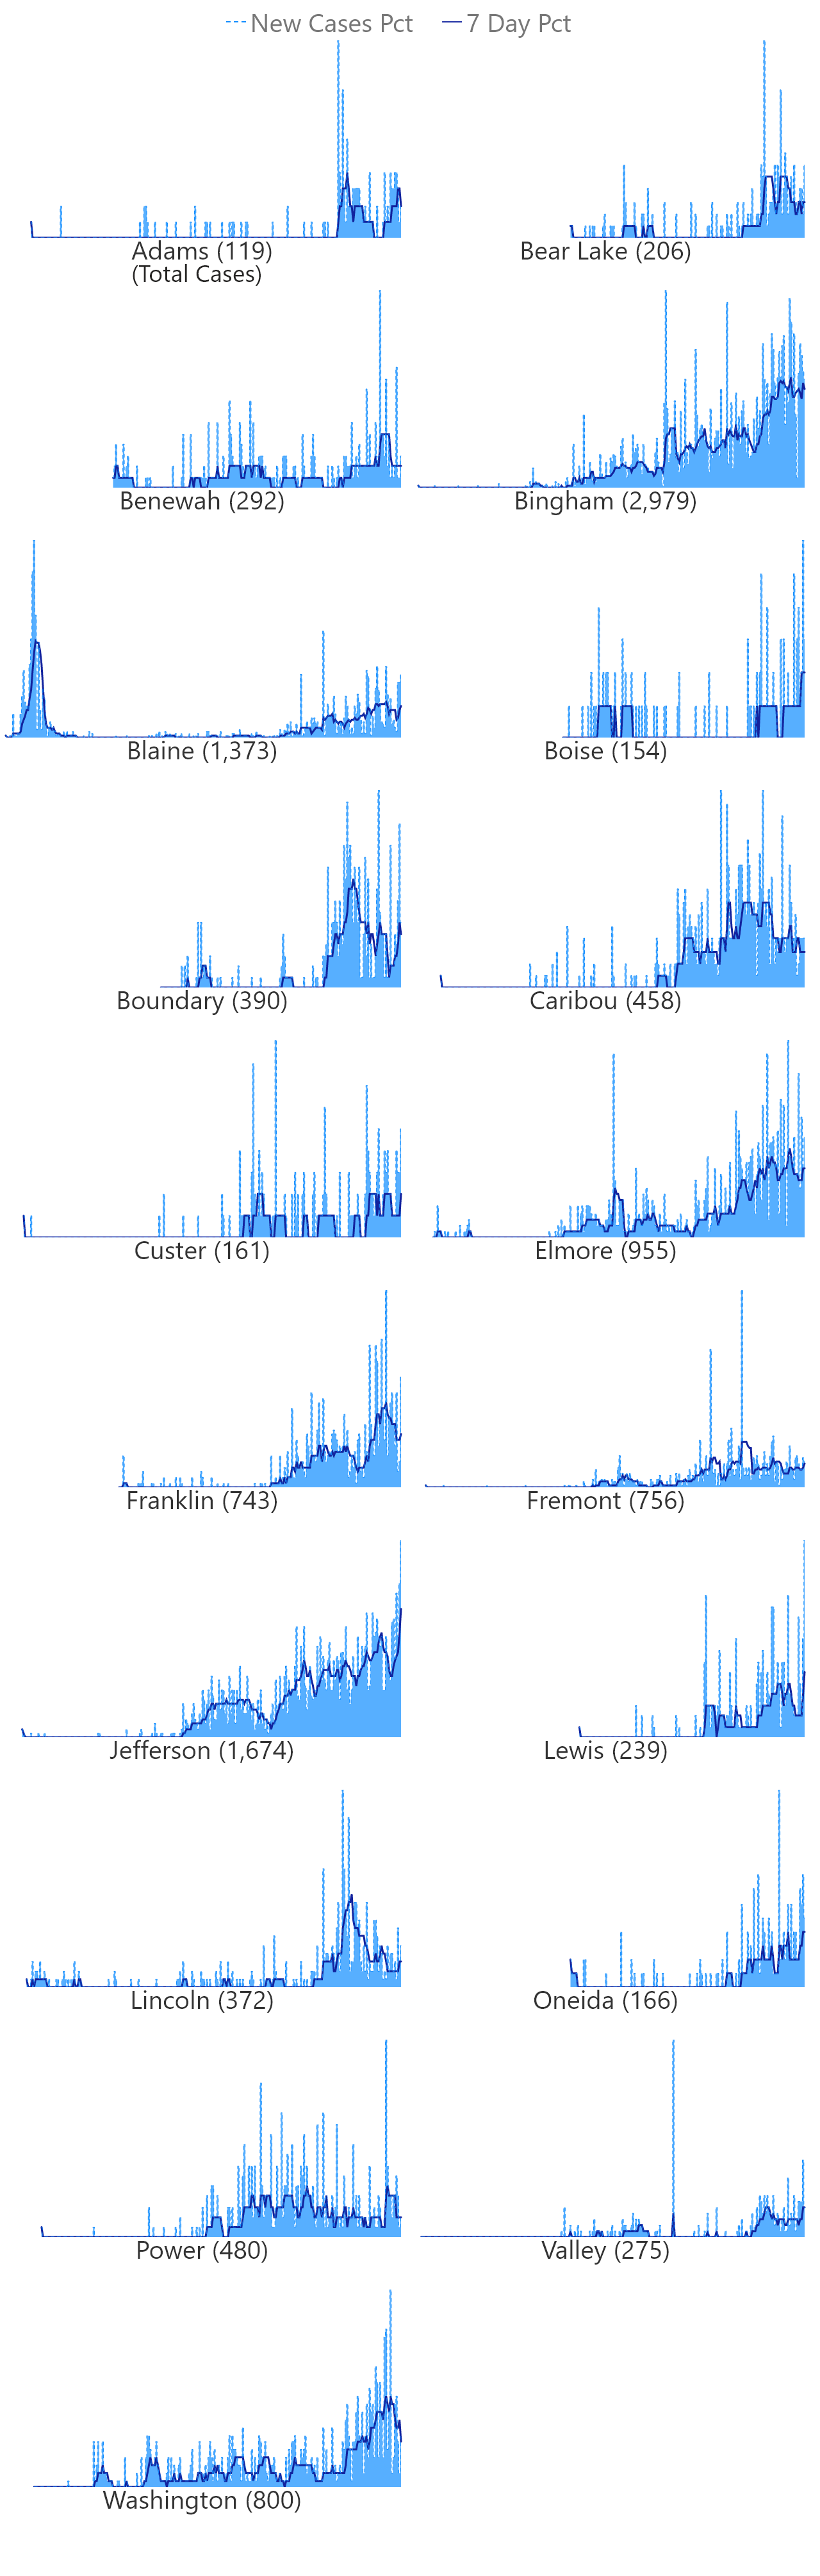 New Cases Pct 7 Day Pct
Adams (119) Bear Lake (206)
(Total Cases)
Benewah (292) Bingham (2,979)
Blaine (1,373) Boise (154)
Boundary (390) Caribou (458)
Custer (161) Elmore (955)
Franklin (743) Fremont (756)
Jefferson (1,674) Lewis (239)
Lincoln (372) Oneida (166)
Power (480) Valley (275)
Washington (800)